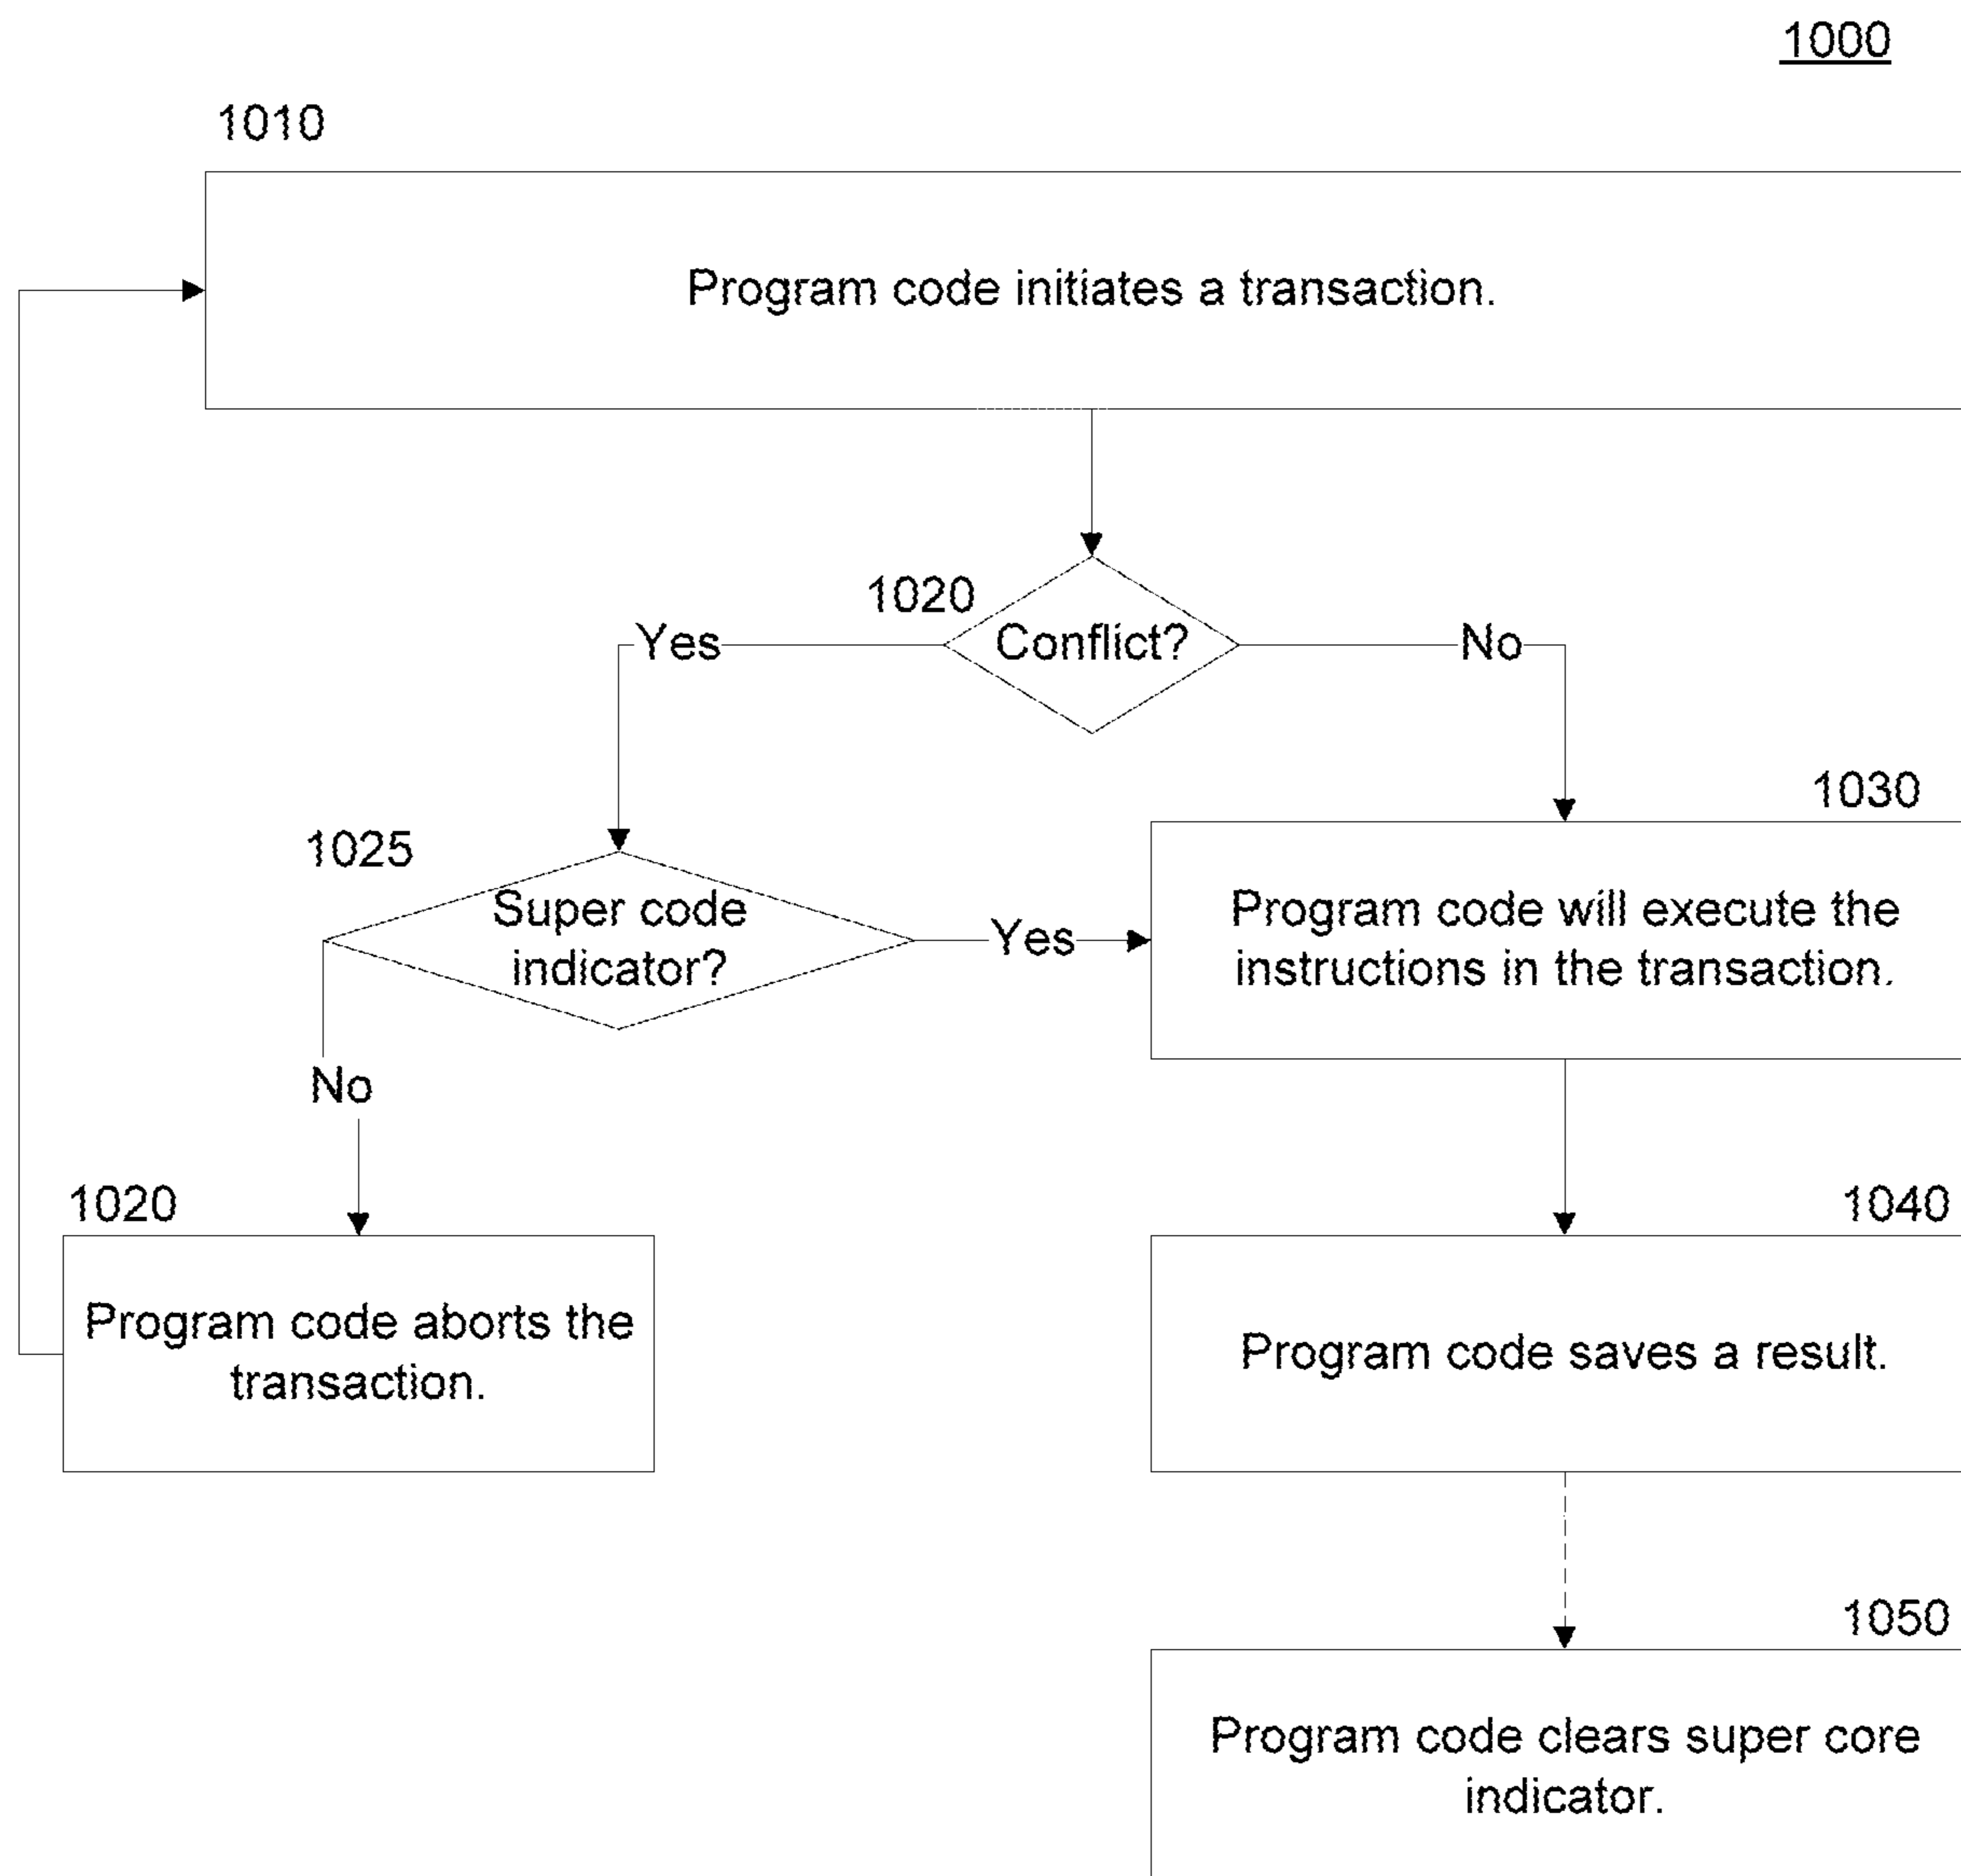 1000
1010
Program code initiates a transaction.
1020
Conflict?
Yes
No
1030
1025
Super code
indicator?
Yes
Program code will execute the
instructions in the transaction.
No
1020
1040
Program code aborts the
transaction.
Program code saves a result.
1050
Program code clears super core
indicator.